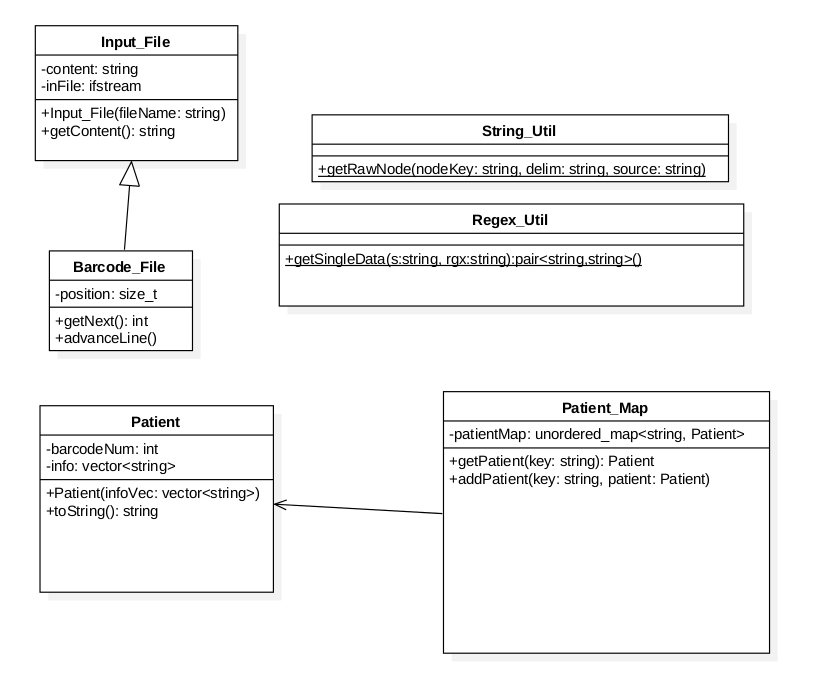 Input_File
-content: string
-inFile: ifstream
+Input_File(fileName: string)
+getContent(): string
String_Util
+getRawNode(nodeKey: string, delim: string, source: string)
Regex_Util
+getSingleData(s:string, rgx:string):pair<string,string>()
Barcode_File
-position: size_t
+getNext(): int
+advanceLine()
Patient
-barcodeNum: int
-info: vector<string>
+Patient(infoVec: vector<string>)
+toString(): string
Patient_Map
-patientMap: unordered_map<string, Patient>
+getPatient(key: string): Patient
+addPatient(key: string, patient: Patient)